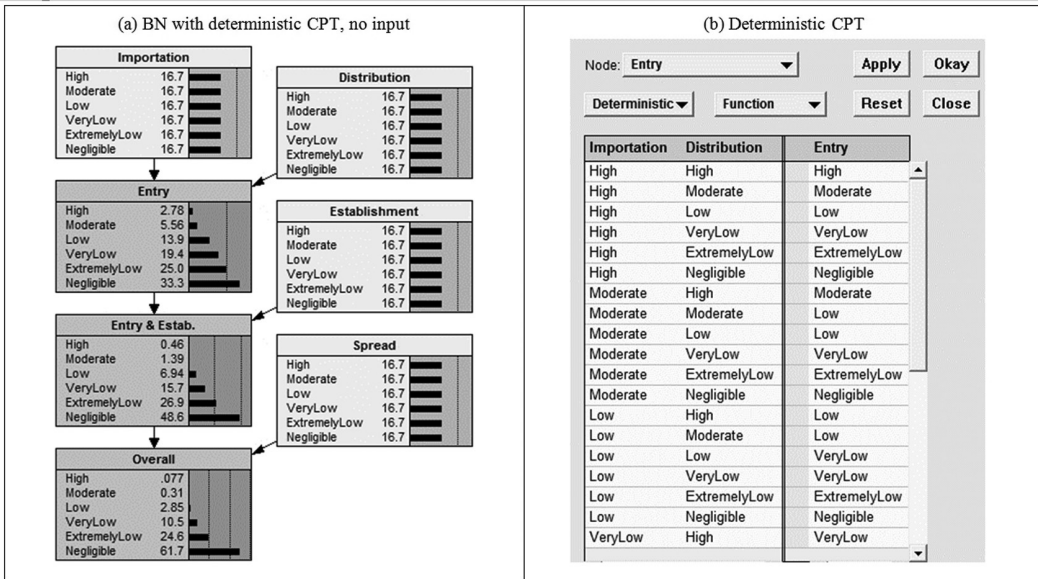 (a) BN with deterministic CPT, no input
Importation
High 16.7
Moderate 16.7
Low 16.7
VeryLow 16.7
ExtremelyLow 16.7
Negligible 16.7
Distribution
High 16.7
Moderate 16.7
Low 16.7
VeryLow 16.7
ExtremelyLow 16.7
Negligible 16.7
Entry
High 2.78
Moderate 5.56
Low 13.9
VeryLow 19.4
ExtremelyLow 25.0
Negligible 33.3
Establishment
High 16.7
Moderate 16.7
Low 16.7
VeryLow 16.7
ExtremelyLow 16.7
Negligible 16.7
Entry & Estab.
High 0.46
Moderate 1.39
Low 6.94
VeryLow 15.7
ExtremelyLow 26.9
Negligible 48.6
Spread
High 16.7
Moderate 16.7
Low 16.7
VeryLow 16.7
ExtremelyLow 16.7
Negligible 16.7
Overall
High .077
Moderate 0.31
Low 2.85
VeryLow 10.5
ExtremelyLow 24.6
Negligible 61.7
(b) Deterministic CPT
Node: Entry Apply Okay
Deterministic Function Reset Close
Importation Distribution Entry
High High High
High Moderate Moderate
High Low Low
High VeryLow VeryLow
High ExtremelyLow ExtremelyLow
High Negligible Negligible
Moderate High Moderate
Moderate Moderate Low
Moderate Low Low
Moderate VeryLow VeryLow
Moderate ExtremelyLow ExtremelyLow
Moderate Negligible Negligible
Low High Low
Low Moderate Low
Low Low VeryLow
Low VeryLow VeryLow
Low ExtremelyLow ExtremelyLow
Low Negligible Negligible
VeryLow High VeryLow